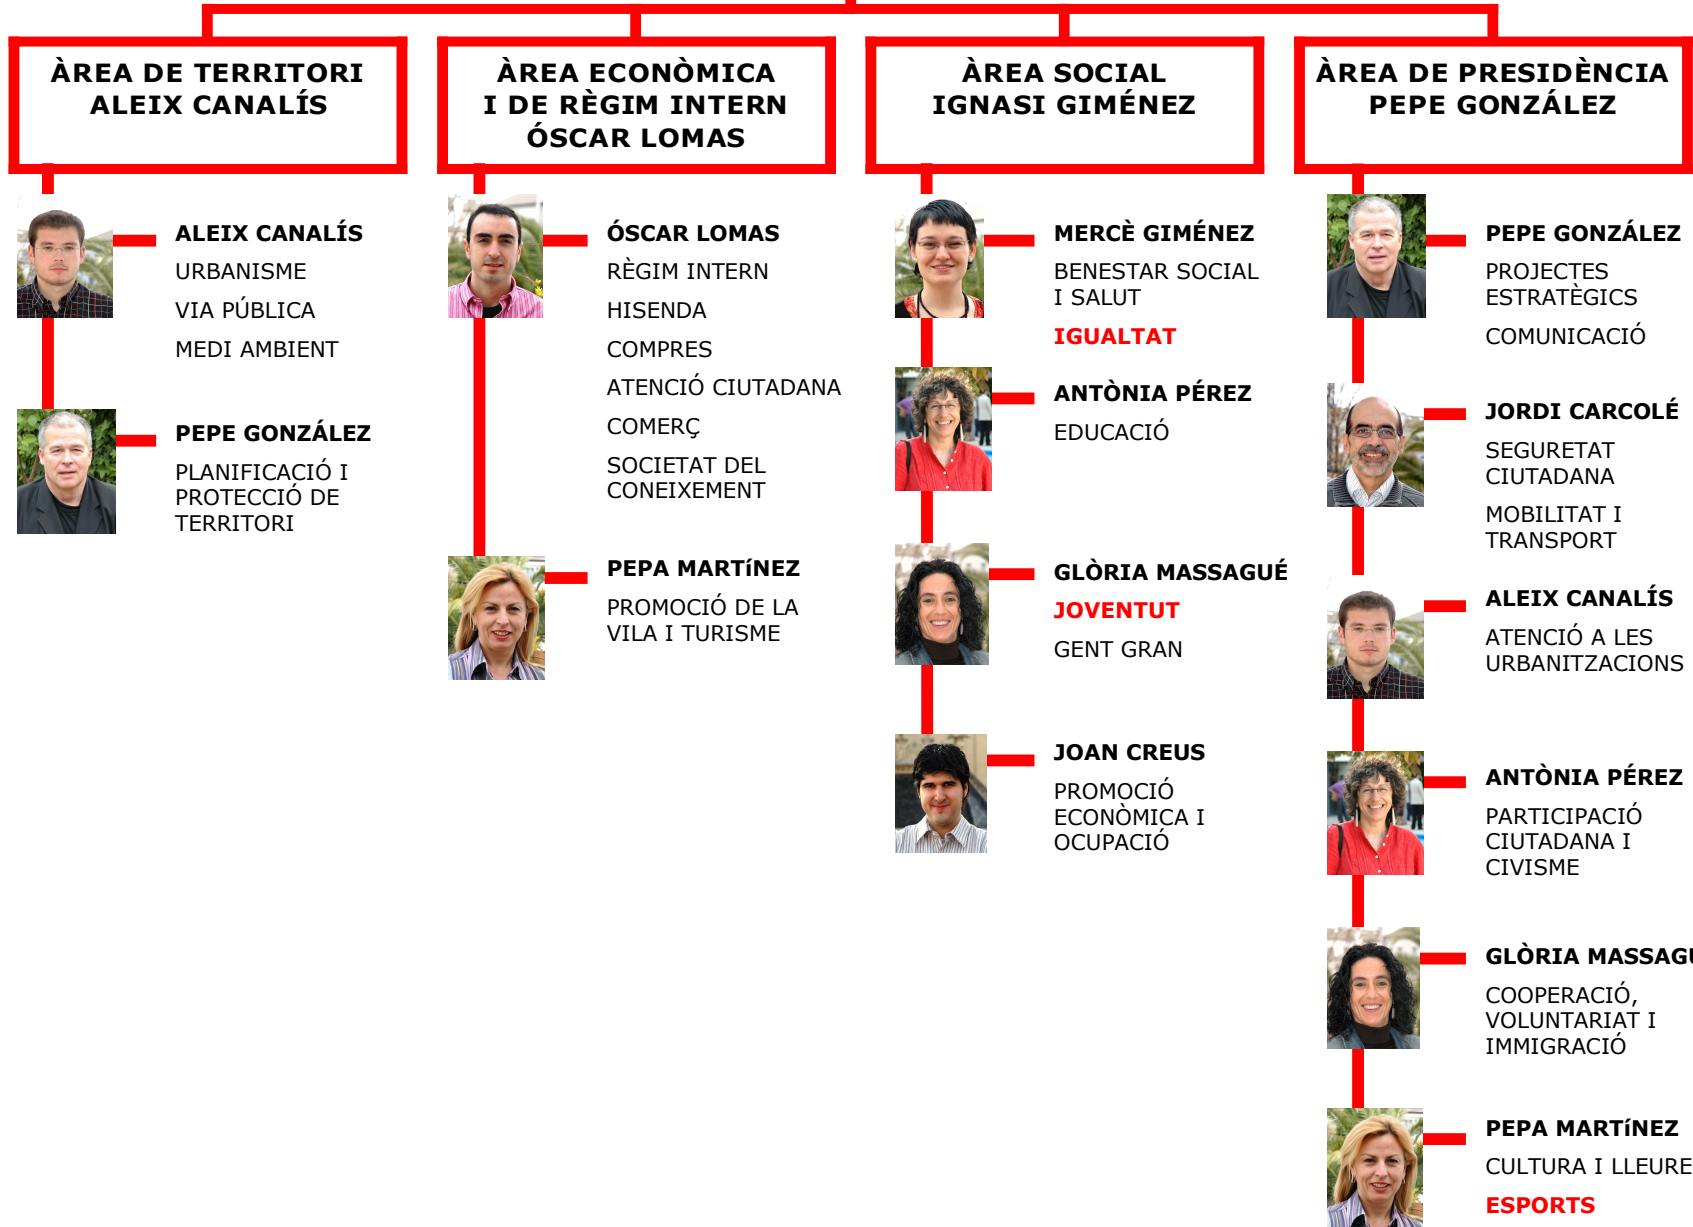 ÀREA DE TERRITORI
ALEIX CANALÍS
ALEIX CANALÍS
URBANISME
VIA PÚBLICA
MEDI AMBIENT
PEPE GONZÁLEZ
PLANIFICACIÓ I
PROTECCIÓ DE
TERRITORI
ÀREA ECONÒMICA
I DE RÈGIM INTERN
ÓSCAR LOMAS
ÓSCAR LOMAS
RÈGIM INTERN
HISENDA
COMPRES
ATENCIÓ CIUTADANA
COMERÇ
SOCIETAT DEL
CONEIXEMENT
PEPA MARTíNEZ
PROMOCIÓ DE LA
VILA I TURISME
ÀREA SOCIAL
IGNASI GIMÉNEZ
MERCÈ GIMÉNEZ
BENESTAR SOCIAL
I SALUT
IGUALTAT
ANTÒNIA PÉREZ
EDUCACIÓ
GLÒRIA MASSAGUÉ
JOVENTUT
GENT GRAN
JOAN CREUS
PROMOCIÓ
ECONÒMICA I
OCUPACIÓ
ÀREA DE PRESIDÈNCIA
PEPE GONZÁLEZ
PEPE GONZÁLEZ
PROJECTES
ESTRATÈGICS
COMUNICACIÓ
JORDI CARCOLÉ
SEGURETAT
CIUTADANA
MOBILITAT I
TRANSPORT
ALEIX CANALÍS
ATENCIÓ A LES
URBANITZACIONS
ANTÒNIA PÉREZ
PARTICIPACIÓ
CIUTADANA I
CIVISME
GLÒRIA MASSAGU
COOPERACIÓ,
VOLUNTARIAT I
IMMIGRACIÓ
PEPA MARTíNEZ
CULTURA I LLEURE
ESPORTS